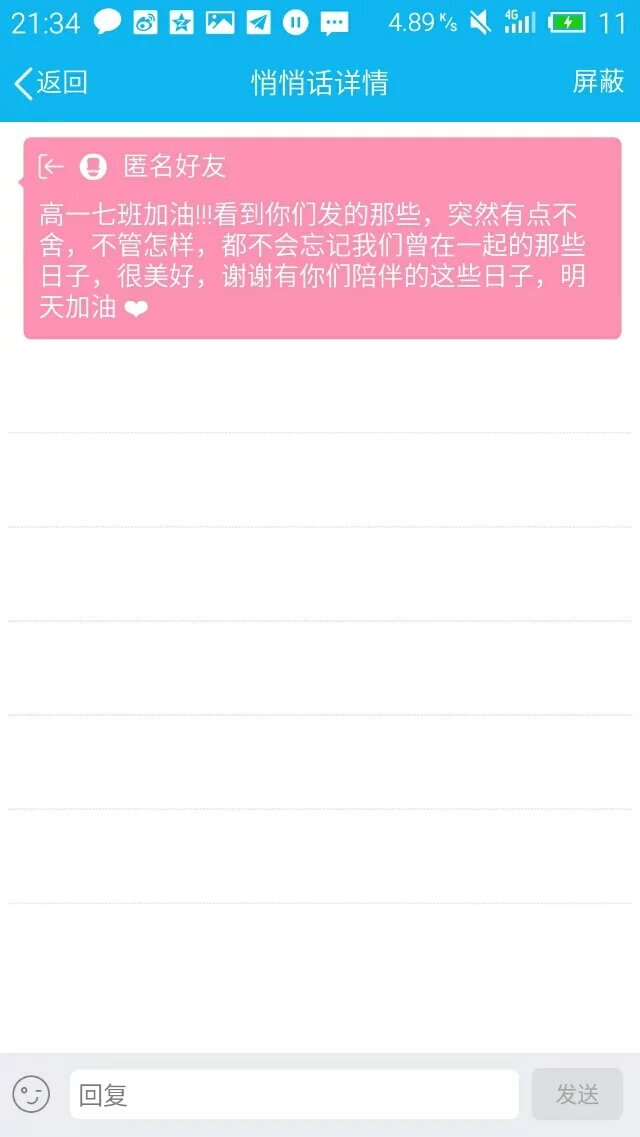 21:34 4.89 K/s 4G 11
返回 悄悄话详情 屏蔽
匿名好友
高一七班加油!!!看到你们发的那些，突然有点不
舍，不管怎样，都不会忘记我们曾在一起的那些
日子，很美好，谢谢有你们陪伴的这些日子，明
天加油❤
回复 发送